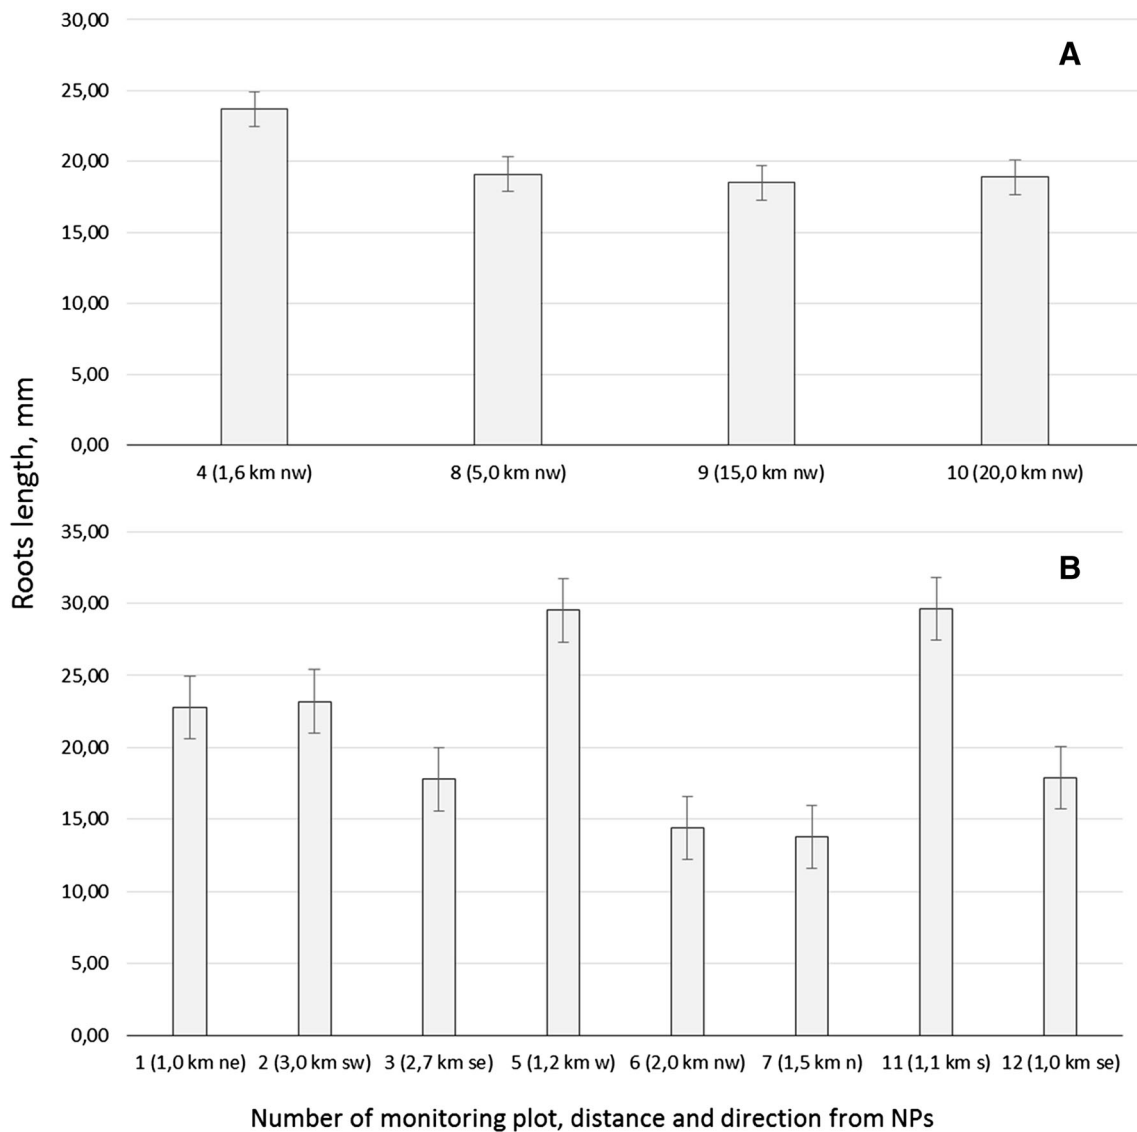 A
30,00
25,00
20,00
15,00
10,00
5,00
0,00
4 (1,6 km nw) 8 (5,0 km nw) 9 (15,0 km nw) 10 (20,0 km nw)
Roots length, mm
B
35,00
30,00
25,00
20,00
15,00
10,00
5,00
0,00
1 (1,0 km ne) 2 (3,0 km sw) 3 (2,7 km se) 5 (1,2 km w) 6 (2,0 km nw) 7 (1,5 km n) 11 (1,1 km s) 12 (1,0 km se)
Number of monitoring plot, distance and direction from NPs